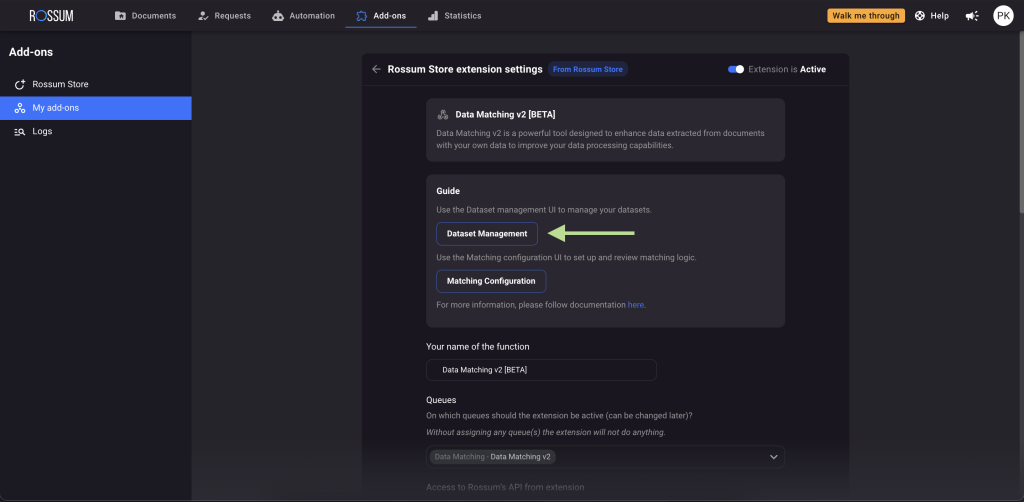 ROSSUM
Documents
Requests
Automation
Add-ons
Statistics
Walk me through
Help
PK
Add-ons
Rossum Store
My add-ons
Logs
Rossum Store extension settings
From Rossum Store
Extension is Active
Data Matching v2 [BETA]
Data Matching v2 is a powerful tool designed to enhance data extracted from documents
with your own data to improve your data processing capabilities.
Guide
Use the Dataset management UI to manage your datasets.
Dataset Management
Use the Matching configuration UI to set up and review matching logic.
Matching Configuration
For more information, please follow documentation here.
Your name of the function
Data Matching v2 [BETA]
Queues
On which queues should the extension be active (can be changed later)?
Without assigning any queue(s) the extension will not do anything.
Data Matching - Data Matching v2
Access to Rossum's API from extension